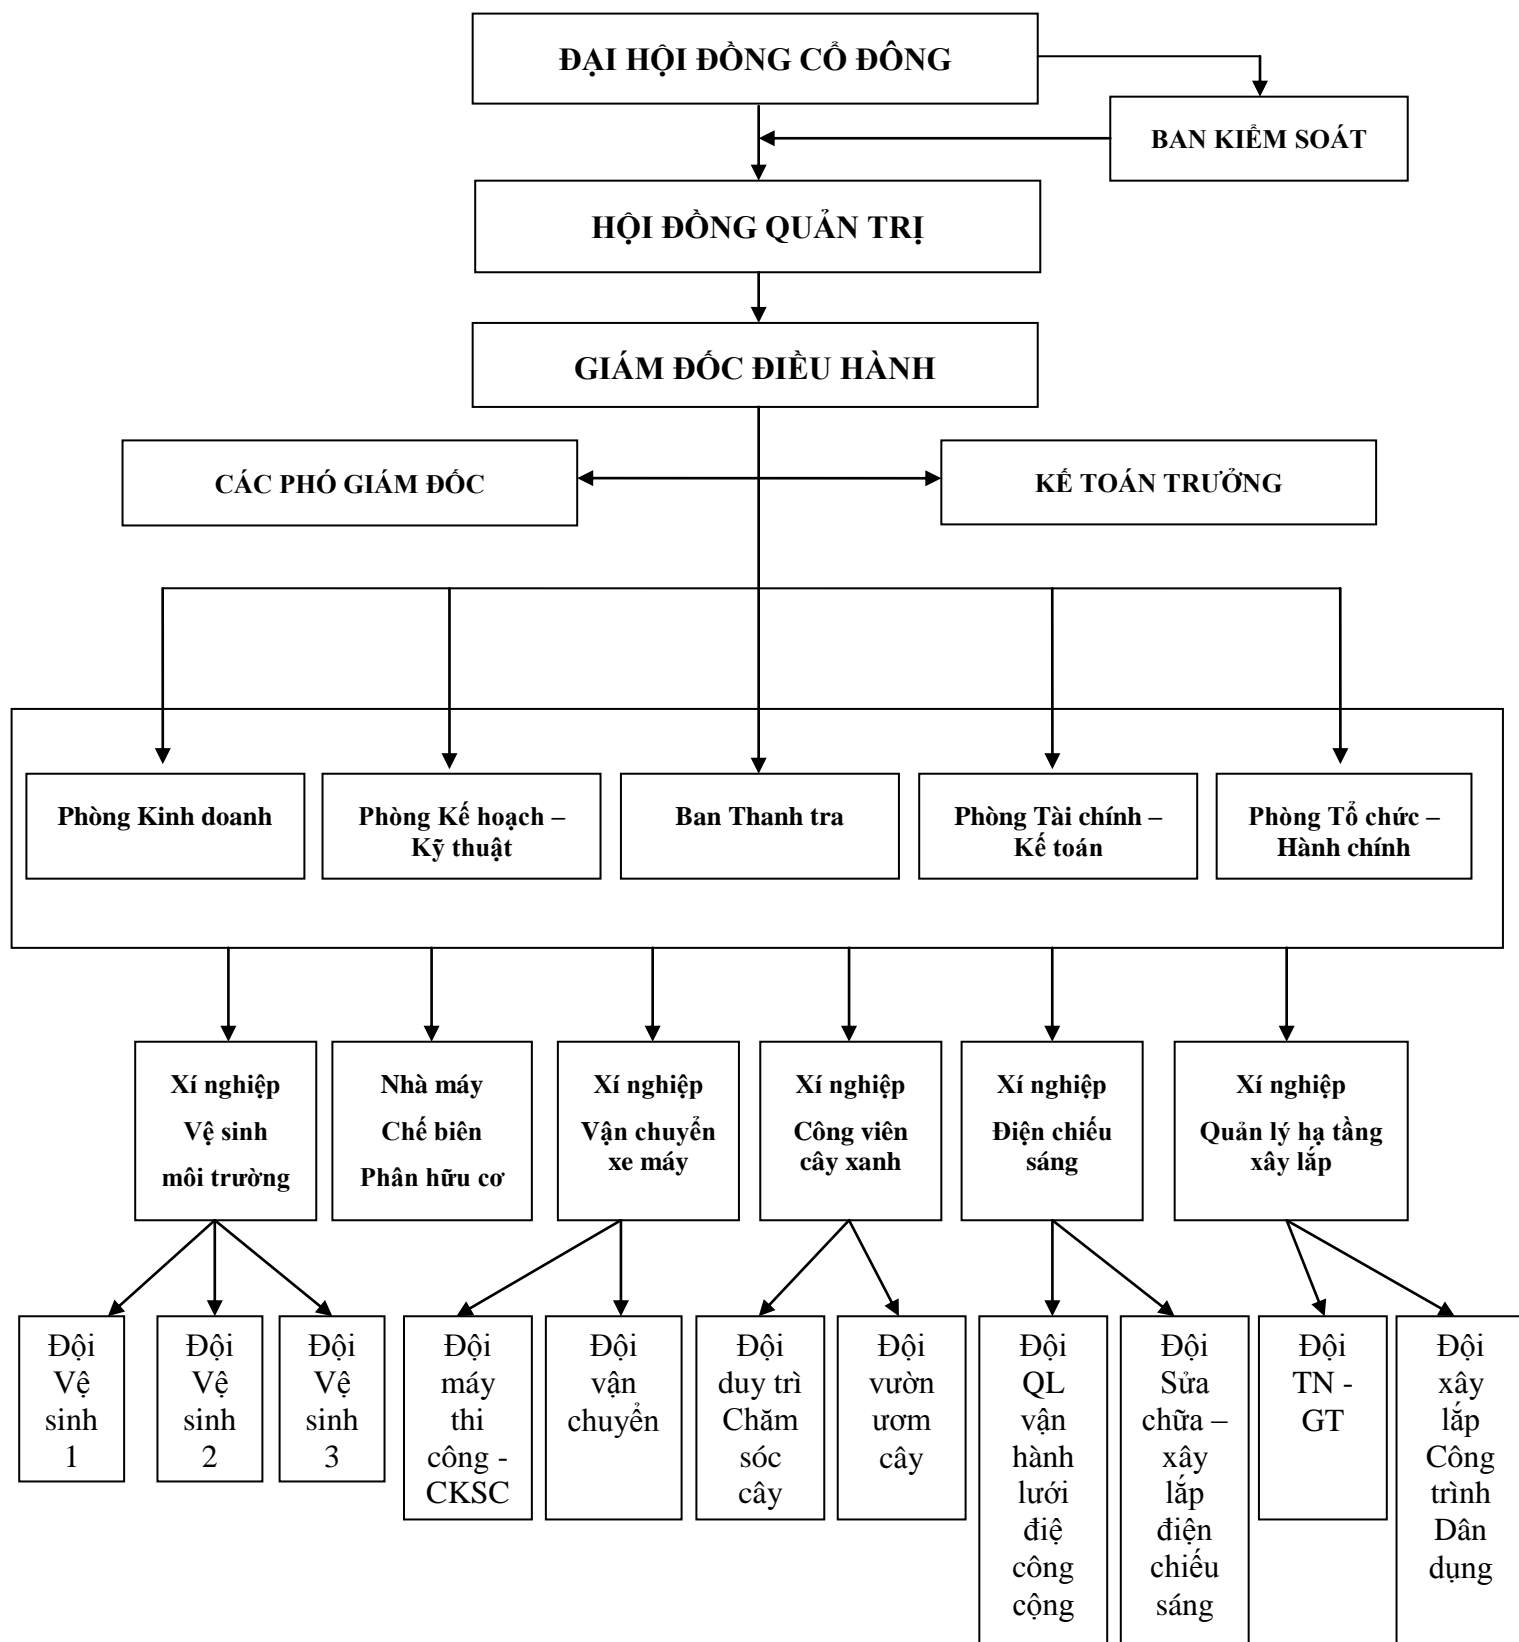 ĐẠI HỘI ĐỒNG CỔ ĐÔNG
BAN KIỂM SOÁT
HỘI ĐỒNG QUẢN TRỊ
GIÁM ĐỐC ĐIỀU HÀNH
CÁC PHÓ GIÁM ĐỐC
KẾ TOÁN TRƯỞNG
Phòng Kinh doanh
Phòng Kế hoạch –
Kỹ thuật
Ban Thanh tra
Phòng Tài chính –
Kế toán
Phòng Tổ chức –
Hành chính
Xí nghiệp
Vệ sinh
môi trường
Nhà máy
Chế biên
Phân hữu cơ
Xí nghiệp
Vận chuyển
xe máy
Xí nghiệp
Công viên
cây xanh
Xí nghiệp
Điện chiếu
sáng
Xí nghiệp
Quản lý hạ tầng
xây lắp
Đội
Vệ
sinh
1
Đội
Vệ
sinh
2
Đội
Vệ
sinh
3
Đội
máy
thi
công -
CKSC
Đội
vận
chuyển
Đội
duy trì
Chăm
sóc
cây
Đội
vườn
ươm
cây
Đội
QL
vận
hành
lưới
điệ
công
cộng
Đội
Sửa
chữa –
xây
lắp
điện
chiếu
sáng
Đội
TN -
GT
Đội
xây
lắp
Công
trình
Dân
dụng